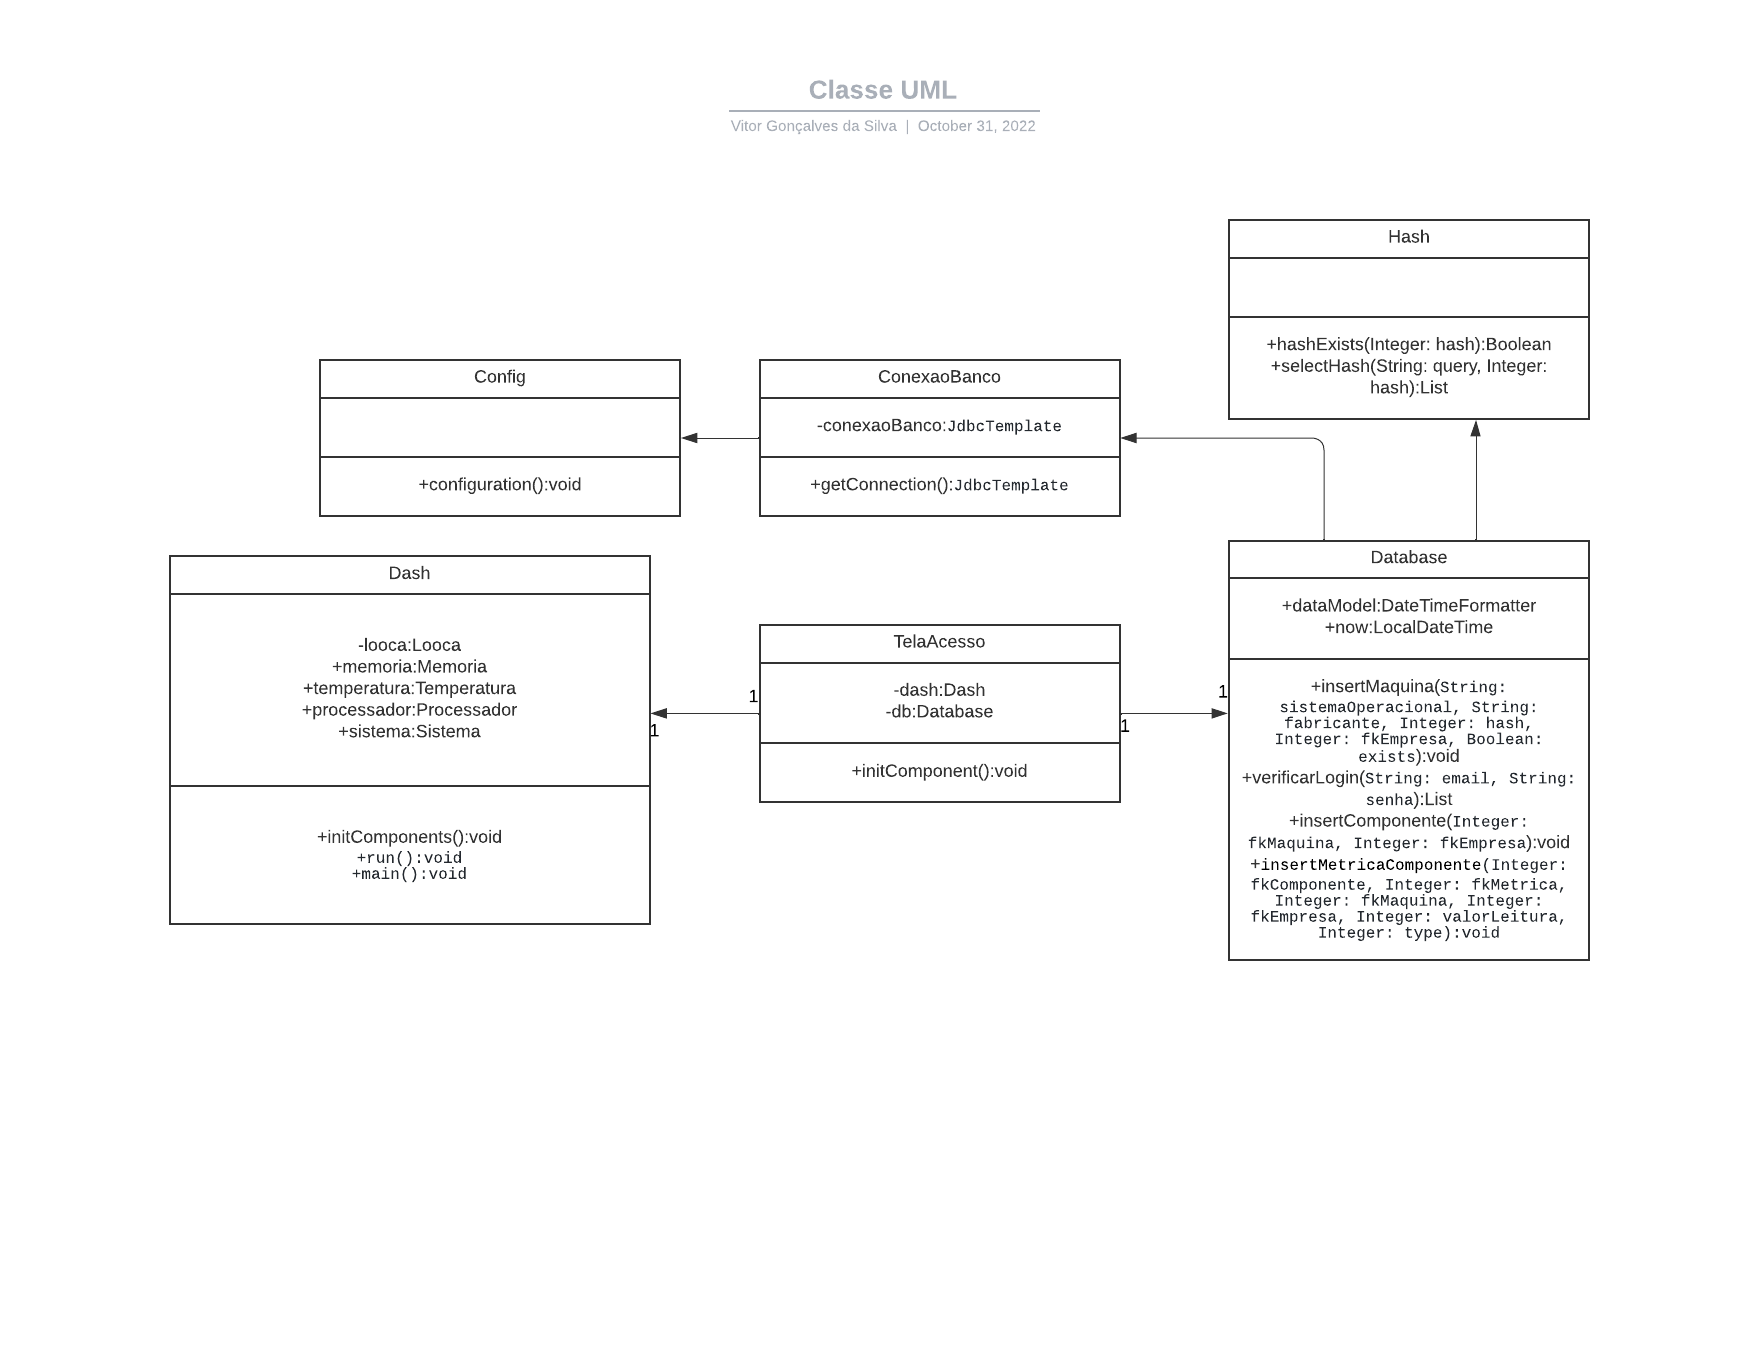 Classe UML
Vitor Gonçalves da Silva | October 31, 2022
Hash
+hashExists(Integer: hash):Boolean
+selectHash(String: query, Integer:
hash):List
Config
+configuration():void
ConexaoBanco
-conexaoBanco:JdbcTemplate
+getConnection():JdbcTemplate
Dash
-looca:Looca
+memoria:Memoria
+temperatura:Temperatura
+processador:Processador
+sistema:Sistema
+initComponents():void
+run():void
+main():void
1
1
TelaAcesso
-dash:Dash
-db:Database
+initComponent():void
1
1
Database
+dataModel:DateTimeFormatter
+now:LocalDateTime
+insertMaquina(String:
sistemaOperacional, String:
fabricante, Integer: hash,
Integer: fkEmpresa, Boolean:
exists):void
+verificarLogin(String: email, String:
senha):List
+insertComponente(Integer:
fkMaquina, Integer: fkEmpresa):void
+insertMetricaComponente(Integer:
fkComponente, Integer: fkMetrica,
Integer: fkMaquina, Integer:
fkEmpresa, Integer: valorLeitura,
Integer: type):void